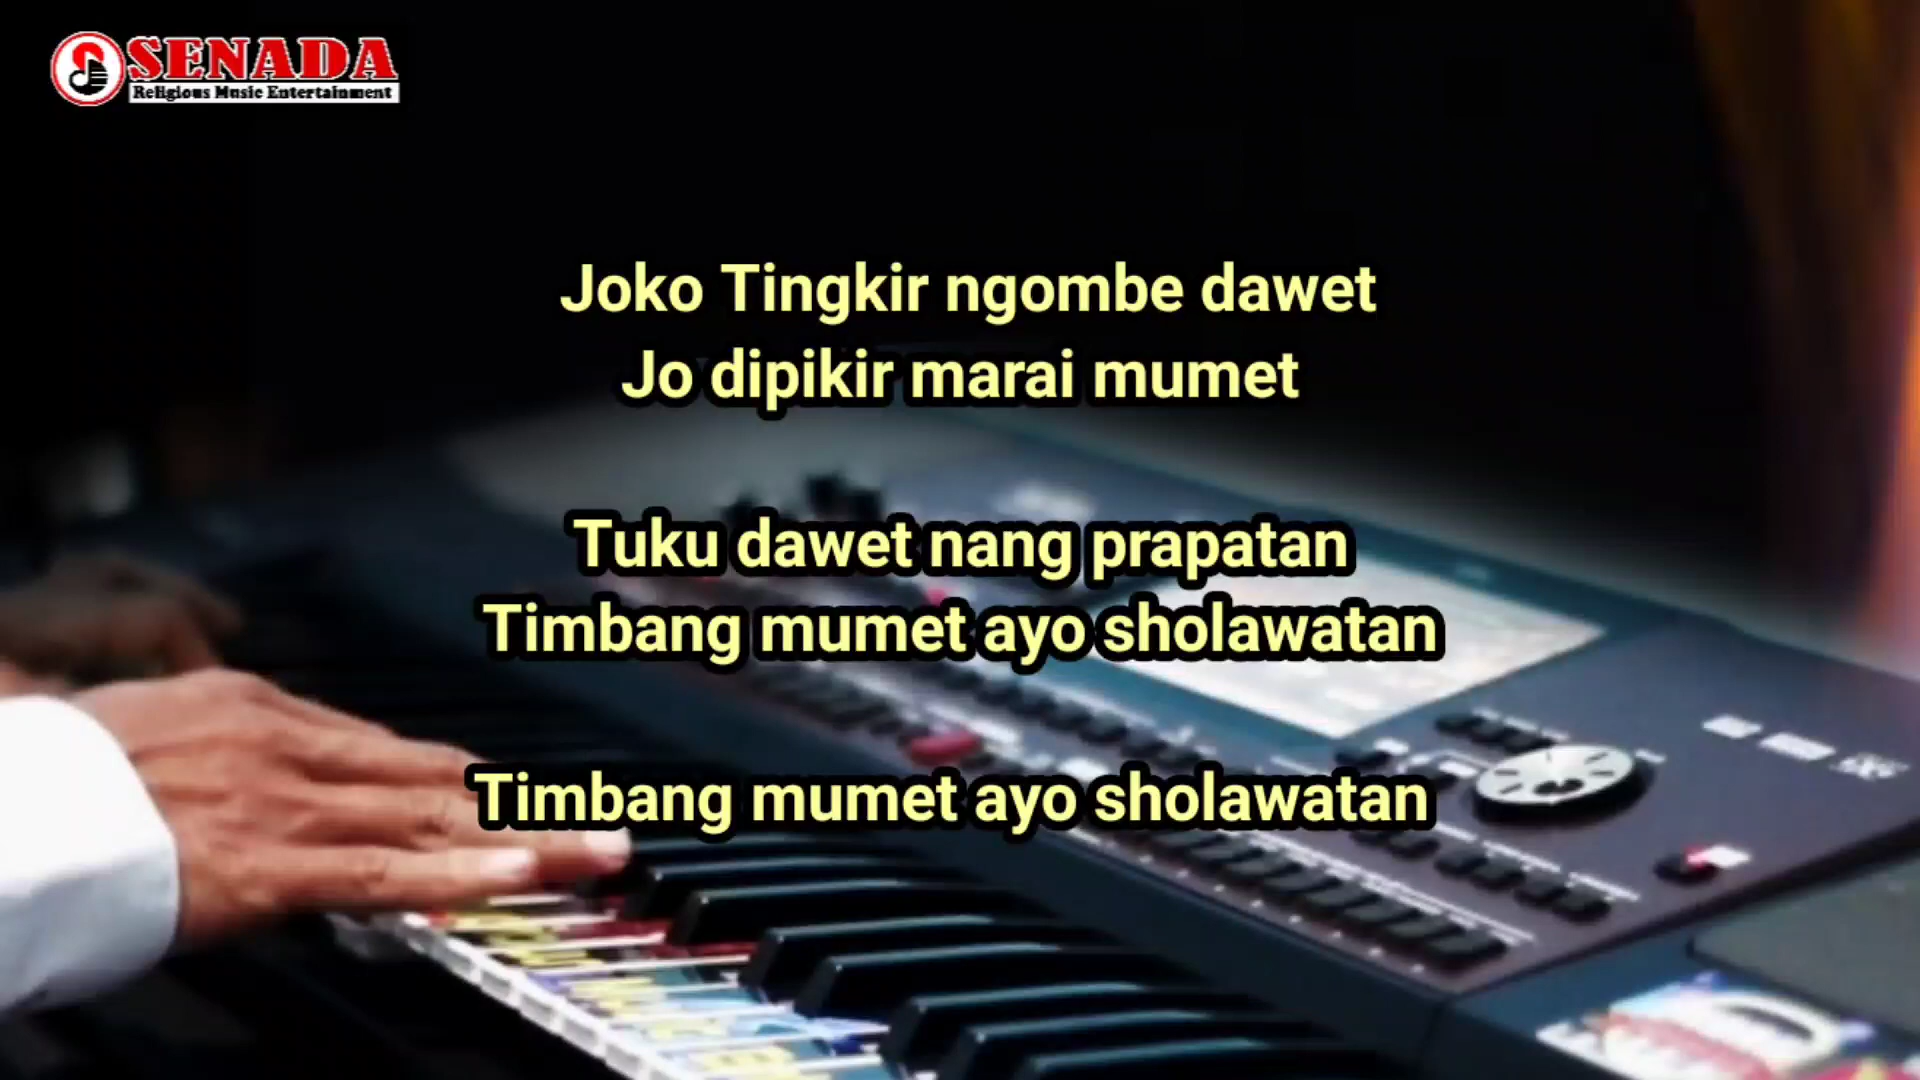 SENADA
Religious Music Entertainment
Joko Tingkir ngombe dawet
Jo dipikir marai mumet
Tuku dawet nang prapatan
Timbang mumet ayo sholawatan
Timbang mumet ayo sholawatan